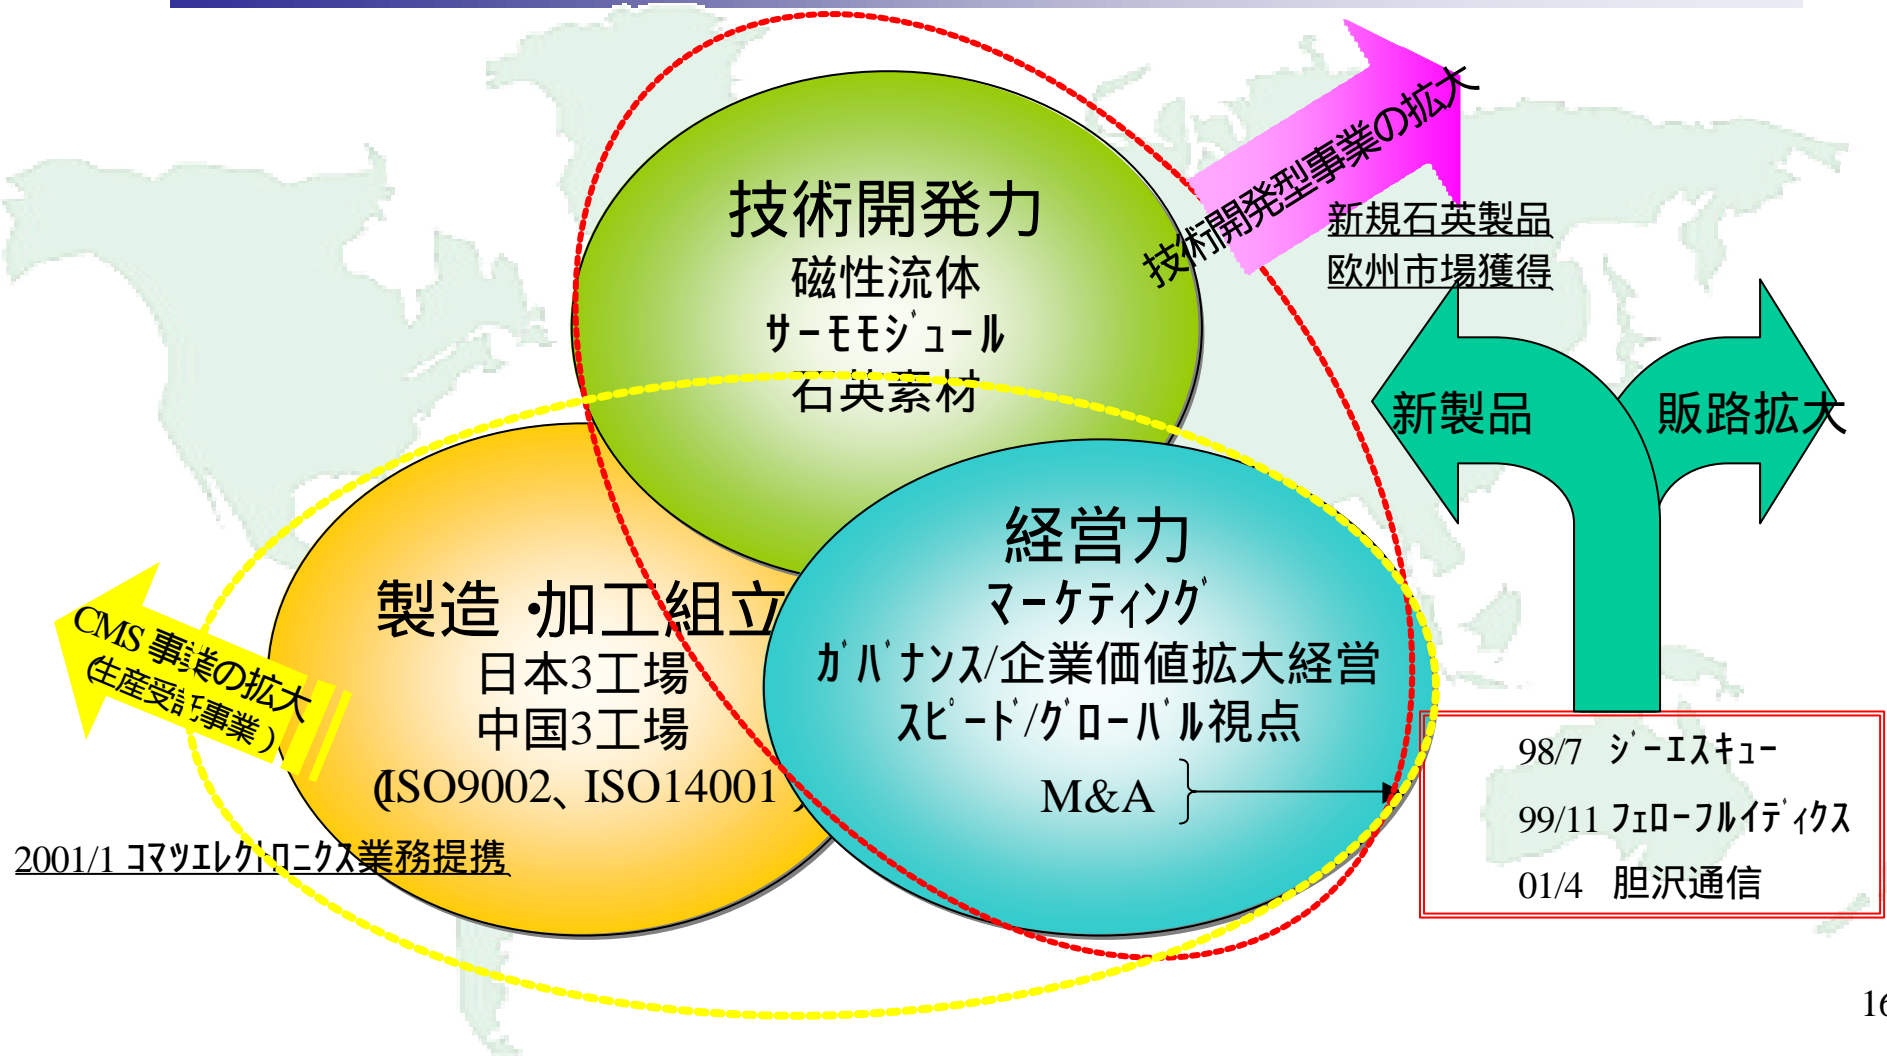 技術開発力
磁性流体
ｻｰﾓﾓｼﾞｭｰﾙ
石英素材
技術開発型事業の拡大
新規石英製品
欧州市場獲得
新製品
販路拡大
製造・加工組立
日本3工場
中国3工場
(ISO9002、ISO14001)
経営力
ﾏｰｹﾃｨﾝｸﾞ
ｶﾞﾊﾞﾅﾝｽ/企業価値拡大経営
ｽﾋﾟｰﾄﾞ/ｸﾞﾛｰﾊﾞﾙ視点
M&A
CMS 事業の拡大
(生産受託事業)
2001/1 ｺﾏﾂｴﾚｸﾄﾛﾆｸｽ業務提携
98/7 ｼﾞｰｴｽｷｭｰ
99/11 ﾌｪﾛｰﾌﾙｲﾃﾞｨｸｽ
01/4 胆沢通信
16